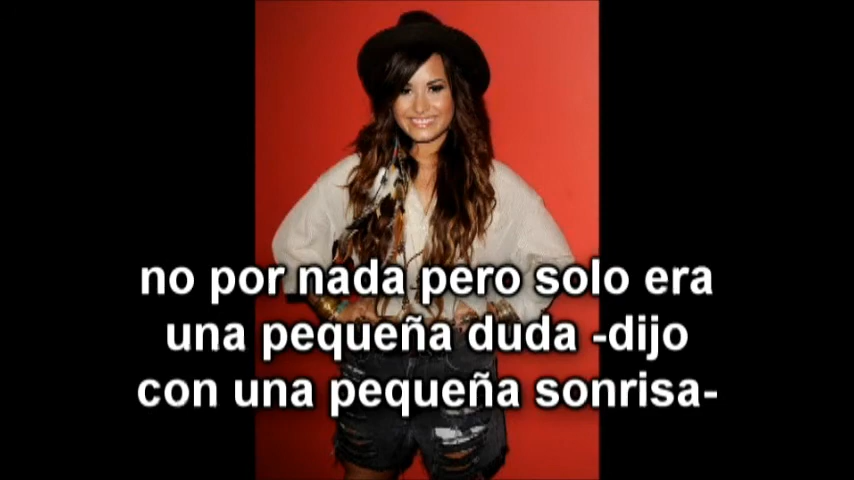 no por nada pero solo era
una pequeña duda -dijo
con una pequeña sonrisa-